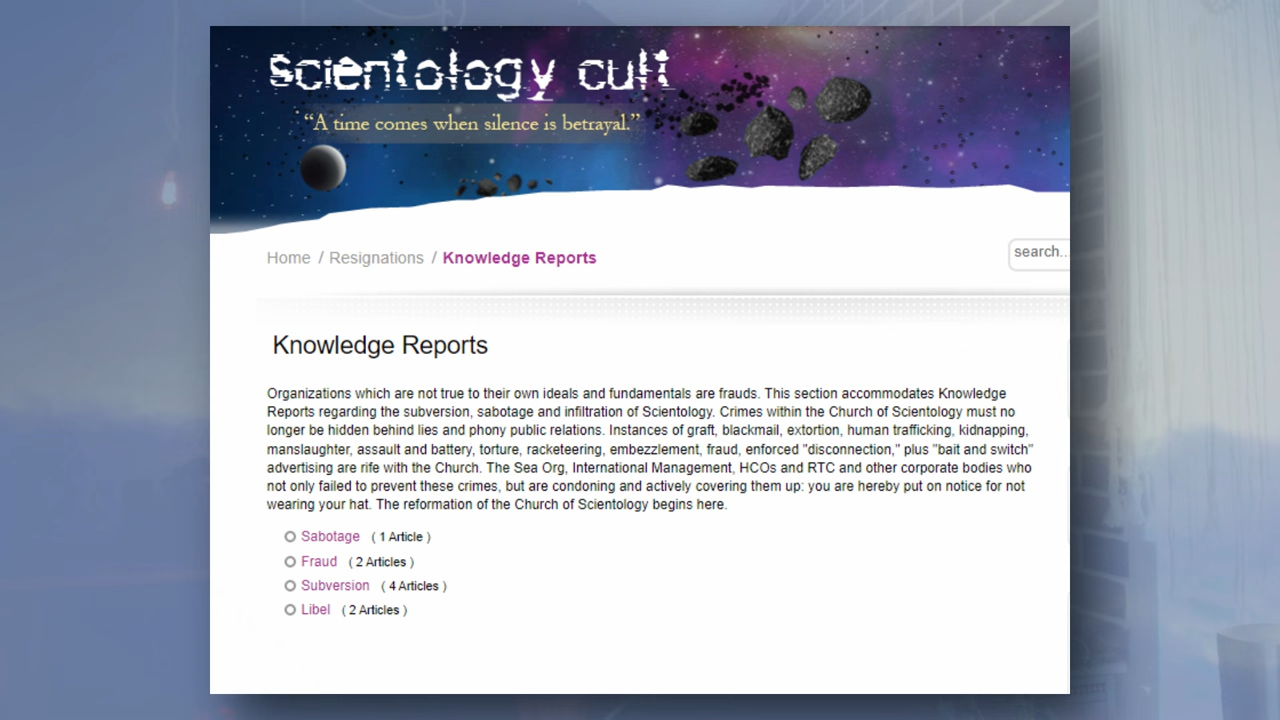 Scientology cult
“A time comes when silence is betrayal.”
Home / Resignations / Knowledge Reports
search...
Knowledge Reports
Organizations which are not true to their own ideals and fundamentals are frauds. This section accommodates Knowledge
Reports regarding the subversion, sabotage and infiltration of Scientology. Crimes within the Church of Scientology must no
longer be hidden behind lies and phony public relations. Instances of graft, blackmail, extortion, human trafficking, kidnapping,
manslaughter, assault and battery, torture, racketeering, embezzlement, fraud, enforced "disconnection," plus "bait and switch"
advertising are rife with the Church. The Sea Org, International Management, HCOs and RTC and other corporate bodies who
not only failed to prevent these crimes, but are condoning and actively covering them up: you are hereby put on notice for not
wearing your hat. The reformation of the Church of Scientology begins here.
Sabotage ( 1 Article )
Fraud ( 2 Articles )
Subversion ( 4 Articles )
Libel ( 2 Articles )